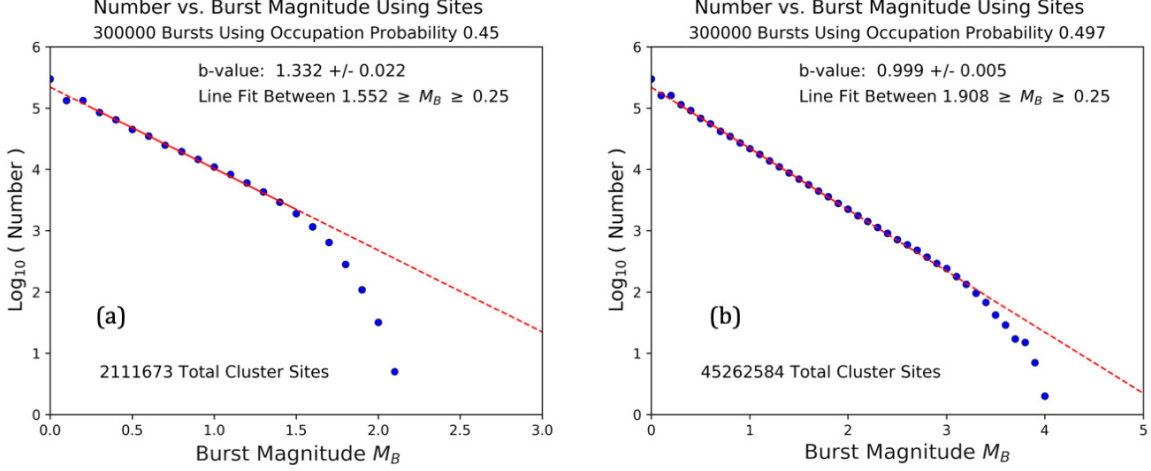 Number vs. Burst Magnitude Using Sites
300000 Bursts Using Occupation Probability 0.45
b-value: 1.332 +/- 0.022
Line Fit Between 1.552 ≥ M_B ≥ 0.25
Log₁₀ ( Number )
6
5
4
3
2
1
0
(a)
2111673 Total Cluster Sites
0.0 0.5 1.0 1.5 2.0 2.5 3.0
Burst Magnitude M_B
Number vs. Burst Magnitude Using Sites
300000 Bursts Using Occupation Probability 0.497
b-value: 0.999 +/- 0.005
Line Fit Between 1.908 ≥ M_B ≥ 0.25
Log₁₀ ( Number )
6
5
4
3
2
1
0
(b)
45262584 Total Cluster Sites
0 1 2 3 4 5
Burst Magnitude M_B